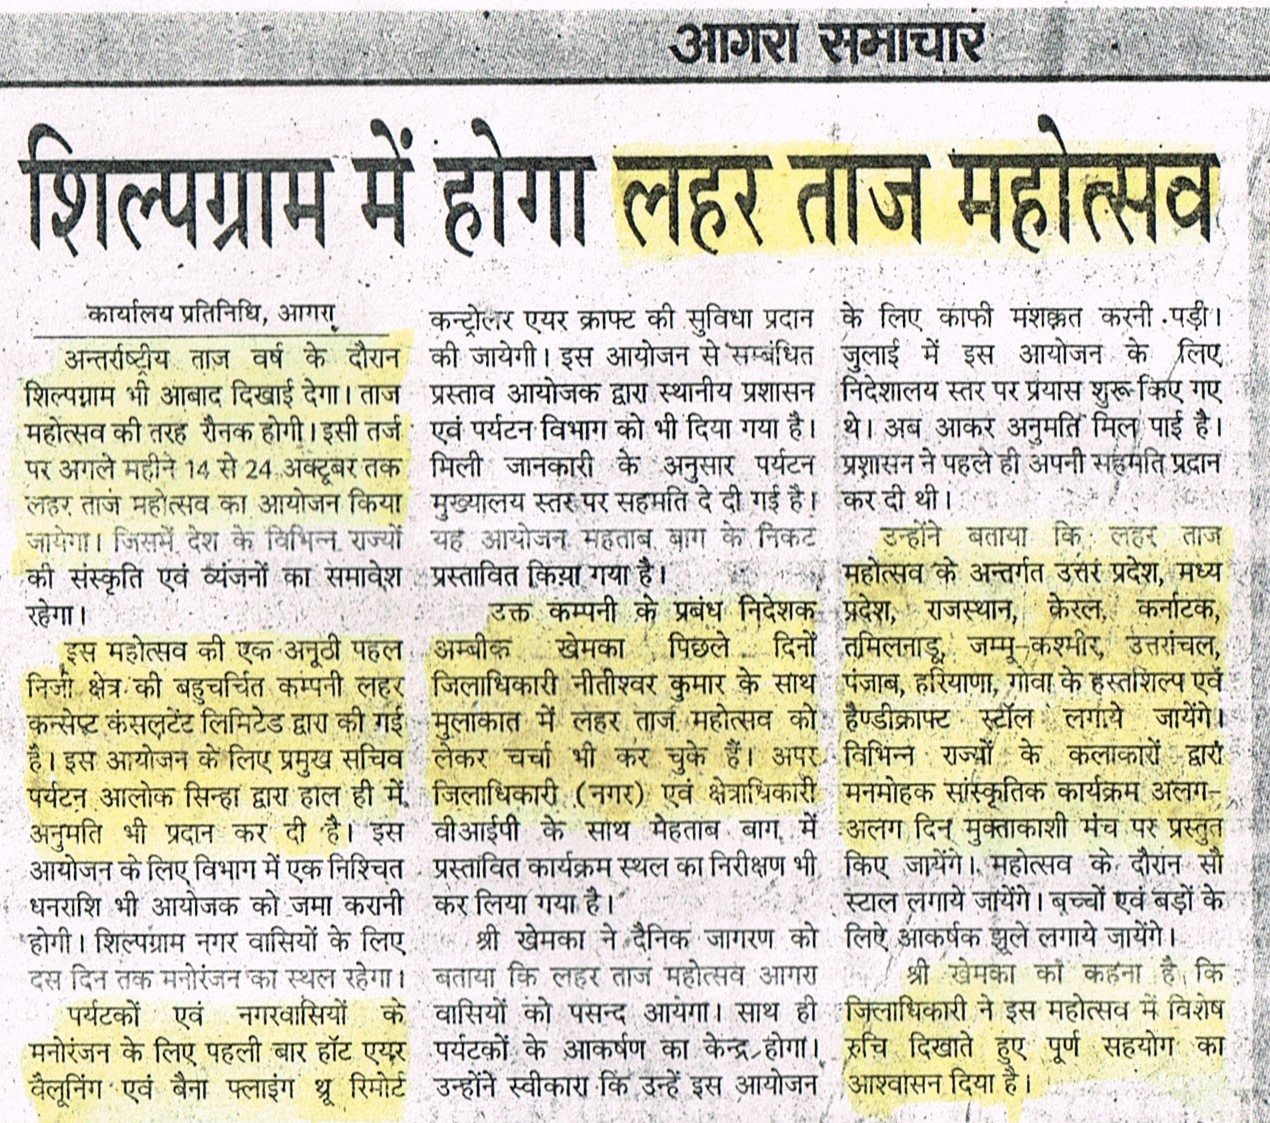 आगरा समाचार
शिल्पग्राम में होगा लहर ताज महोत्सव
कार्यालय प्रतिनिधि, आगरा
अन्तर्राष्ट्रीय ताज वर्ष के दौरान
शिल्पग्राम भी आबाद दिखाई देगा। ताज
महोत्सव की तरह रौनक होगी। इसी तर्ज
पर अगले महीने 14 से 24 अक्टूबर तक
लहर ताज महोत्सव का आयोजन किया
जायेगा। जिसमें देश के विभिन्न राज्यों
की संस्कृति एवं व्यंजनों का समावेश
रहेगा।
इस महोत्सव की एक अनूठी पहल
निजी क्षेत्र की बहुचर्चित कम्पनी लहर
कन्सेप्ट कंसलटेंट लिमिटेड द्वारा की गई
है। इस आयोजन के लिए प्रमुख सचिव
पर्यटन आलोक सिन्हा द्वारा हाल ही में
अनुमति भी प्रदान कर दी है। इस
आयोजन के लिए विभाग में एक निश्चित
धनराशि भी आयोजक को जमा करानी
होगी। शिल्पग्राम नगर वासियों के लिए
दस दिन तक मनोरंजन का स्थल रहेगा।
पर्यटकों एवं नगरवासियों के
मनोरंजन के लिए पहली बार हॉट एयर
वैलूनिंग एवं बैना फ्लाइंग थ्रू रिमोर्ट
कन्ट्रोलर एयर क्राफ्ट की सुविधा प्रदान
की जायेगी। इस आयोजन से सम्बंधित
प्रस्ताव आयोजक द्वारा स्थानीय प्रशासन
एवं पर्यटन विभाग को भी दिया गया है।
मिली जानकारी के अनुसार पर्यटन
मुख्यालय स्तर पर सहमति दे दी गई है।
यह आयोजन महताब बाग के निकट
प्रस्तावित किया गया है।
उक्त कम्पनी के प्रबंध निदेशक
अम्बीक खेमका पिछले दिनों
जिलाधिकारी नीतीश्वर कुमार के साथ
मुलाकात में लहर ताज महोत्सव को
लेकर चर्चा भी कर चुके हैं। अपर
जिलाधिकारी (नगर) एवं क्षेत्राधिकारी
वीआईपी के साथ मेहताब बाग में
प्रस्तावित कार्यक्रम स्थल का निरीक्षण भी
कर लिया गया है।
श्री खेमका ने दैनिक जागरण को
बताया कि लहर ताज महोत्सव आगरा
वासियों को पसन्द आयेगा। साथ ही
पर्यटकों के आकर्षण का केन्द्र होगा।
उन्होंने स्वीकारा कि उन्हें इस आयोजन
के लिए काफी मशक्कत करनी पड़ी।
जुलाई में इस आयोजन के लिए
निदेशालय स्तर पर प्रयास शुरू किए गए
थे। अब आकर अनुमति मिल पाई है।
प्रशासन ने पहले ही अपनी सहमति प्रदान
कर दी थी।
उन्होंने बताया कि लहर ताज
महोत्सव के अन्तर्गत उत्तर प्रदेश, मध्य
प्रदेश, राजस्थान, केरल, कर्नाटक,
तमिलनाडू, जम्मू-कश्मीर, उत्तरांचल,
पंजाब, हरियाणा, गोवा के हस्तशिल्प एवं
हैण्डीक्राफ्ट स्टॉल लगाये जायेंगे।
विभिन्न राज्यों के कलाकारों द्वारा
मनमोहक सांस्कृतिक कार्यक्रम अलग-
अलग दिन मुक्ताकाशी मंच पर प्रस्तुत
किए जायेंगे। महोत्सव के दौरान सौ
स्टाल लगाये जायेंगे। बच्चों एवं बड़ों के
लिऐ आकर्षक झूले लगाये जायेंगे।
श्री खेमका का कहना है कि
जिलाधिकारी ने इस महोत्सव में विशेष
रुचि दिखाते हुए पूर्ण सहयोग का
आश्वासन दिया है।